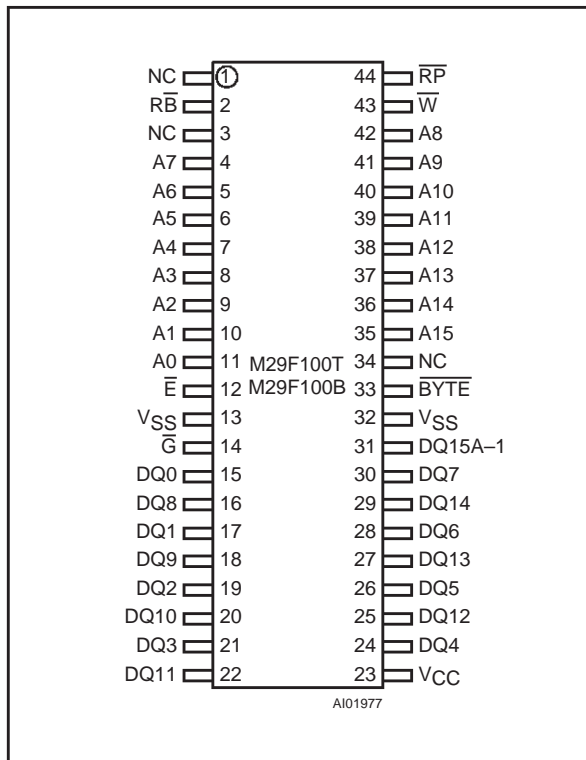 NC 1 44 R̅P̅
RB̅ 2 43 W̅
NC 3 42 A8
A7 4 41 A9
A6 5 40 A10
A5 6 39 A11
A4 7 38 A12
A3 8 37 A13
A2 9 36 A14
A1 10 35 A15
A0 11 M29F100T 34 NC
E̅ 12 M29F100B 33 B̅Y̅T̅E̅
VSS 13 32 VSS
G̅ 14 31 DQ15A–1
DQ0 15 30 DQ7
DQ8 16 29 DQ14
DQ1 17 28 DQ6
DQ9 18 27 DQ13
DQ2 19 26 DQ5
DQ10 20 25 DQ12
DQ3 21 24 DQ4
DQ11 22 23 VCC
AI01977